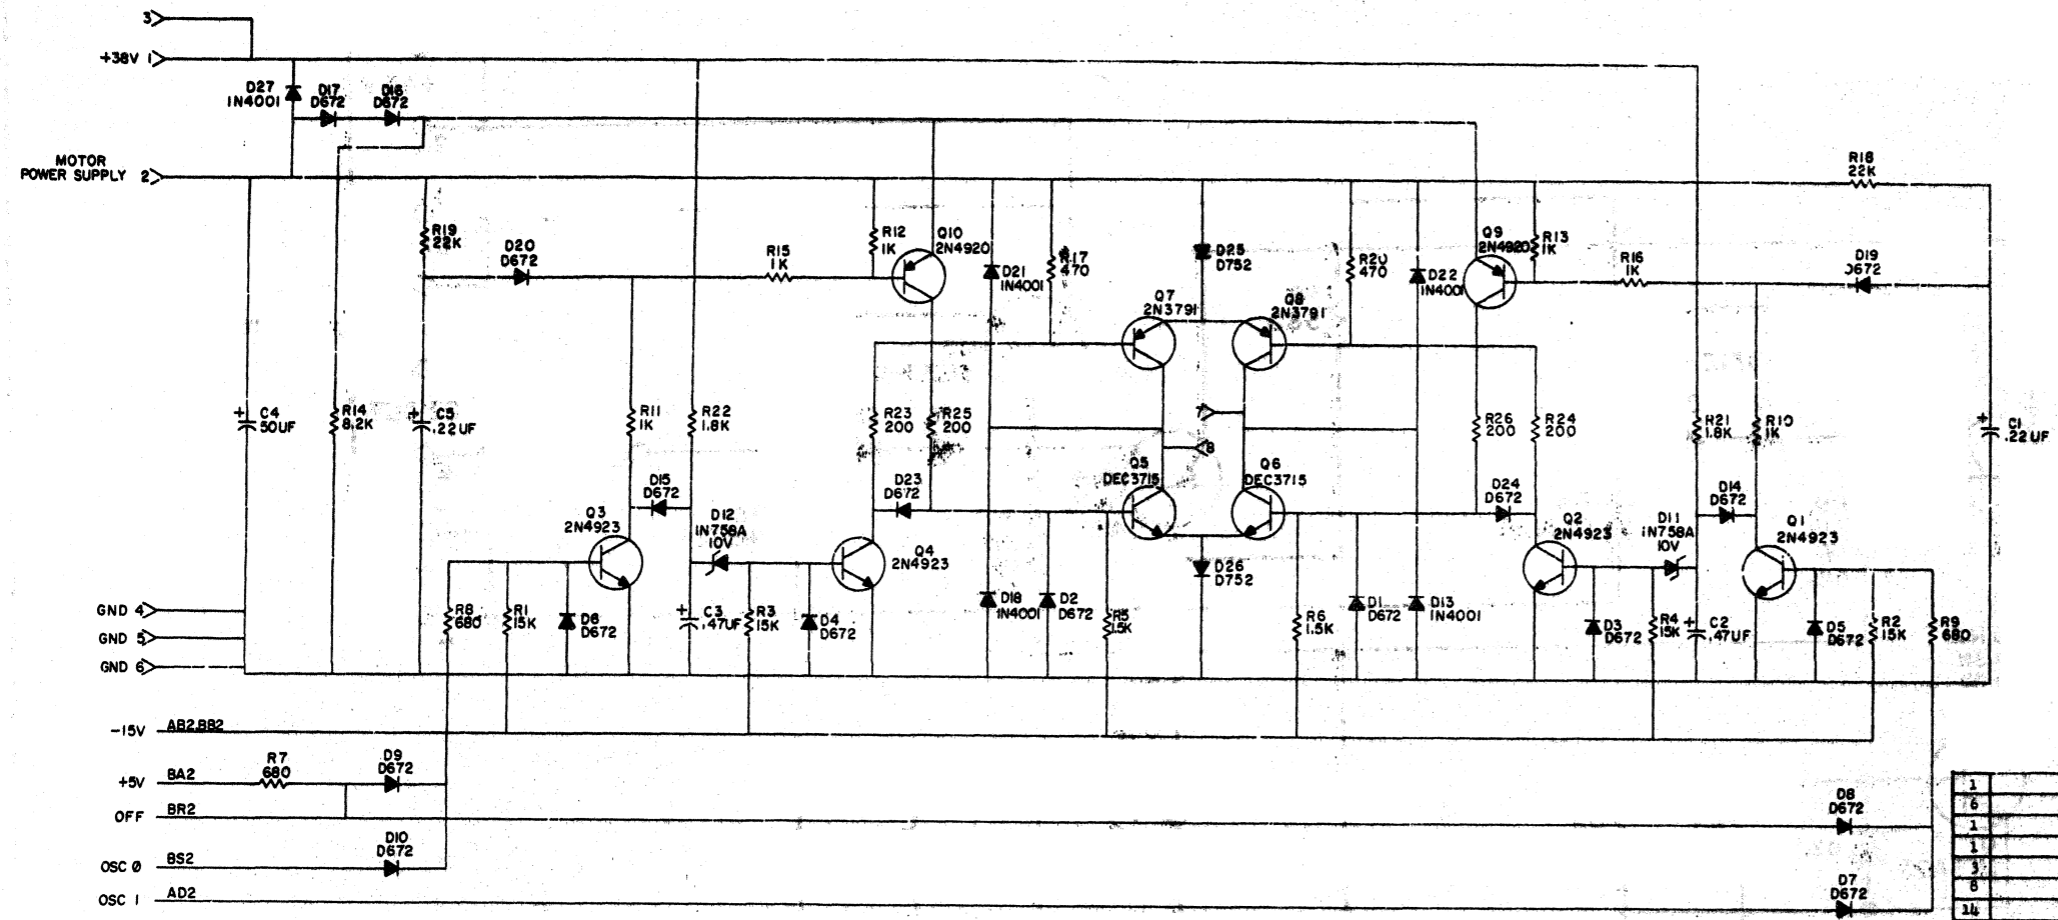 3
+38V 1
D27
1N4001
D17
D672
D16
D672
MOTOR
POWER SUPPLY 2
R18
22K
R19
22K
D20
D672
R15
1K
R12
1K
Q10
2N4920
D21
1N4001
R17
470
D25
D752
R20
470
D22
1N4001
Q9
2N4920
R13
1K
R16
1K
D19
D672
Q7
2N3791
Q8
2N3791
C4
50UF
R14
8.2K
C5
.22UF
R11
1K
R22
1.8K
R23
200
R25
200
7
8
R26
200
R24
200
R21
1.8K
R10
1K
C1
.22UF
Q5
DEC3715
Q6
DEC3715
D15
D672
D23
D672
D24
D672
D14
D672
Q3
2N4923
D12
1N758A
10V
Q4
2N4923
D26
D752
Q2
2N4923
D11
1N758A
10V
Q1
2N4923
GND 4
GND 5
GND 6
R8
680
R1
15K
D6
D672
C3
.47UF
R3
15K
D4
D672
D18
1N4001
D2
D672
R5
1.5K
R6
1.5K
D1
D672
D13
1N4001
D3
D672
R4
15K
C2
.47UF
D5
D672
R2
15K
R9
680
-15V AB2,BB2
R7
680
D9
D672
+5V BA2
OFF BR2
D8
D672
D10
D672
OSC 0 BS2
OSC 1 AD2
D7
D672
1
6
1
1
3
8
14